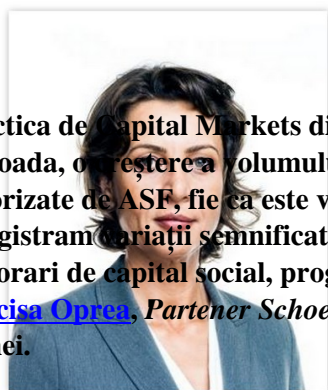 ctica de Capital Markets di
oada, o creștere a volumulu
orizate de ASF, fie ca este v
gistram variații semnificat
orari de capital social, prog
cisa Oprea, Partener Schoe
nei.